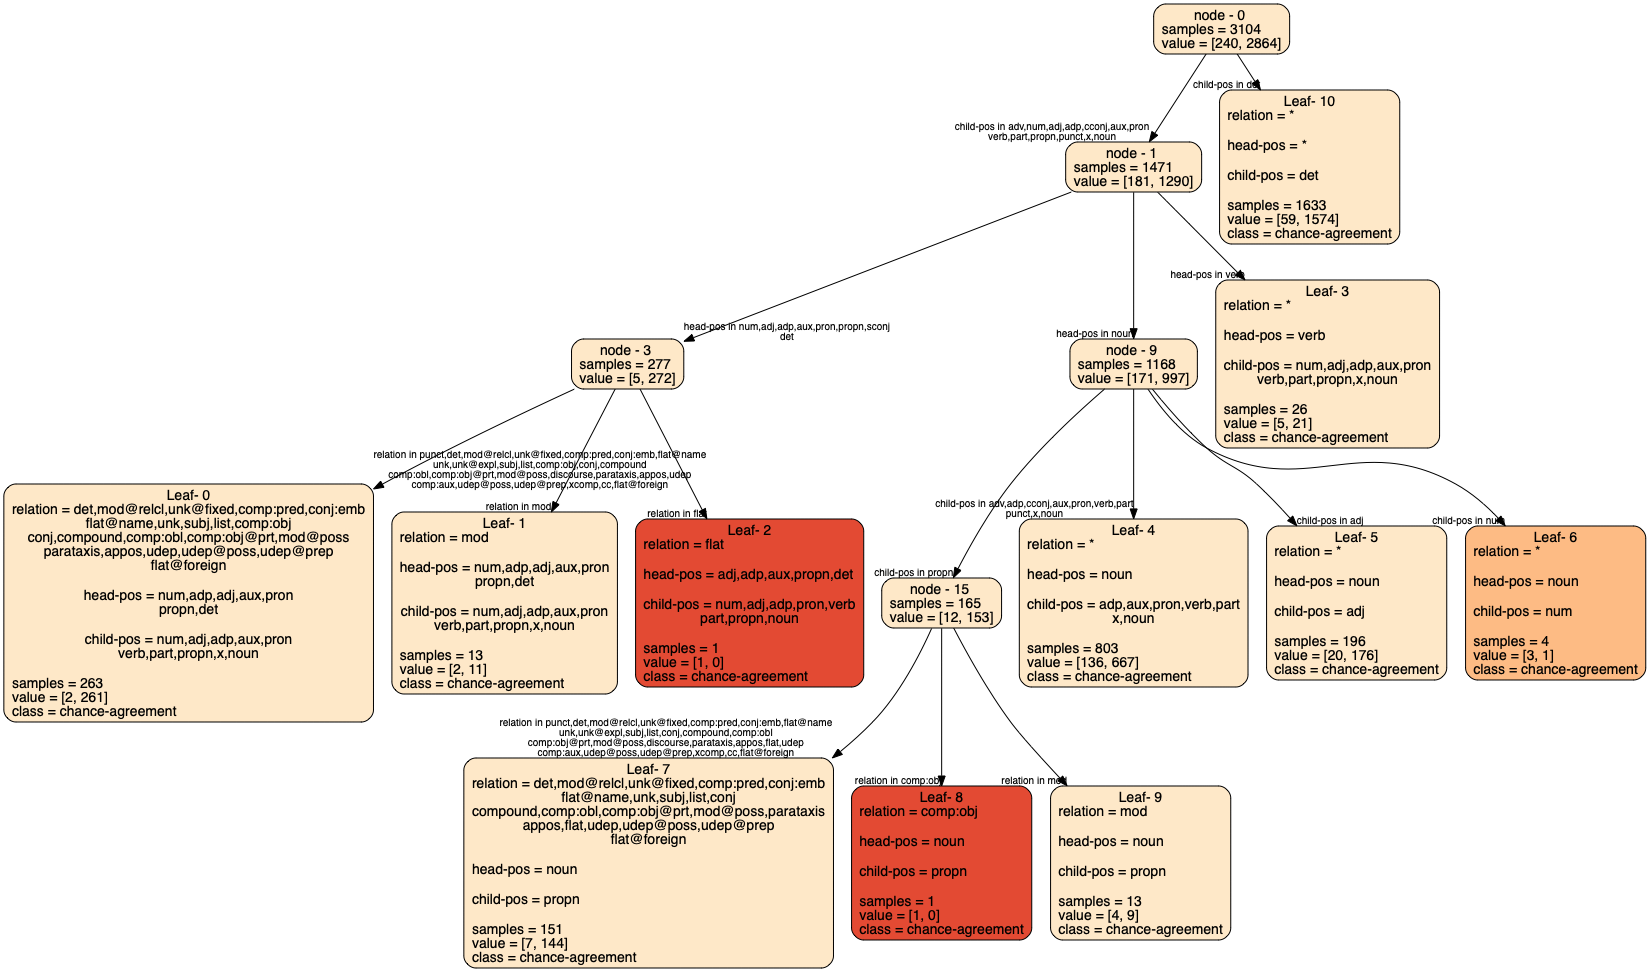 node - 0
samples = 3104
value = [240, 2864]
child-pos in det
Leaf- 10
relation = *
head-pos = *
child-pos = det
samples = 1633
value = [59, 1574]
class = chance-agreement
child-pos in adv,num,adj,adp,cconj,aux,pron
verb,part,propn,punct,x,noun
node - 1
samples = 1471
value = [181, 1290]
head-pos in verb
Leaf- 3
relation = *
head-pos = verb
child-pos = num,adj,adp,aux,pron
verb,part,propn,x,noun
samples = 26
value = [5, 21]
class = chance-agreement
head-pos in num,adj,adp,aux,pron,propn,sconj
det
node - 3
samples = 277
value = [5, 272]
head-pos in noun
node - 9
samples = 1168
value = [171, 997]
relation in punct,det,mod@relcl,unk@fixed,comp:pred,conj:emb,flat@name
unk,unk@expl,subj,list,comp:obj,conj,compound
comp:obl,comp:obj@prt,mod@poss,discourse,parataxis,appos,udep
comp:aux,udep@poss,udep@prep,xcomp,cc,flat@foreign
Leaf- 0
relation = det,mod@relcl,unk@fixed,comp:pred,conj:emb
flat@name,unk,subj,list,comp:obj
conj,compound,comp:obl,comp:obj@prt,mod@poss
parataxis,appos,udep,udep@poss,udep@prep
flat@foreign
head-pos = num,adp,adj,aux,pron
propn,det
child-pos = num,adj,adp,aux,pron
verb,part,propn,x,noun
samples = 263
value = [2, 261]
class = chance-agreement
relation in mod
Leaf- 1
relation = mod
head-pos = num,adp,adj,aux,pron
propn,det
child-pos = num,adj,adp,aux,pron
verb,part,propn,x,noun
samples = 13
value = [2, 11]
class = chance-agreement
relation in flat
Leaf- 2
relation = flat
head-pos = adj,adp,aux,propn,det
child-pos = num,adj,adp,pron,verb
part,propn,noun
samples = 1
value = [1, 0]
class = chance-agreement
child-pos in adv,adp,cconj,aux,pron,verb,part
punct,x,noun
Leaf- 4
relation = *
head-pos = noun
child-pos = adp,aux,pron,verb,part
x,noun
samples = 803
value = [136, 667]
class = chance-agreement
child-pos in adj
Leaf- 5
relation = *
head-pos = noun
child-pos = adj
samples = 196
value = [20, 176]
class = chance-agreement
child-pos in num
Leaf- 6
relation = *
head-pos = noun
child-pos = num
samples = 4
value = [3, 1]
class = chance-agreement
child-pos in propn
node - 15
samples = 165
value = [12, 153]
relation in punct,det,mod@relcl,unk@fixed,comp:pred,conj:emb,flat@name
unk,unk@expl,subj,list,conj,compound,comp:obl
comp:obj@prt,mod@poss,discourse,parataxis,appos,flat,udep
comp:aux,udep@poss,udep@prep,xcomp,cc,flat@foreign
Leaf- 7
relation = det,mod@relcl,unk@fixed,comp:pred,conj:emb
flat@name,unk,subj,list,conj
compound,comp:obl,comp:obj@prt,mod@poss,parataxis
appos,flat,udep,udep@poss,udep@prep
flat@foreign
head-pos = noun
child-pos = propn
samples = 151
value = [7, 144]
class = chance-agreement
relation in comp:obj
Leaf- 8
relation = comp:obj
head-pos = noun
child-pos = propn
samples = 1
value = [1, 0]
class = chance-agreement
relation in mod
Leaf- 9
relation = mod
head-pos = noun
child-pos = propn
samples = 13
value = [4, 9]
class = chance-agreement